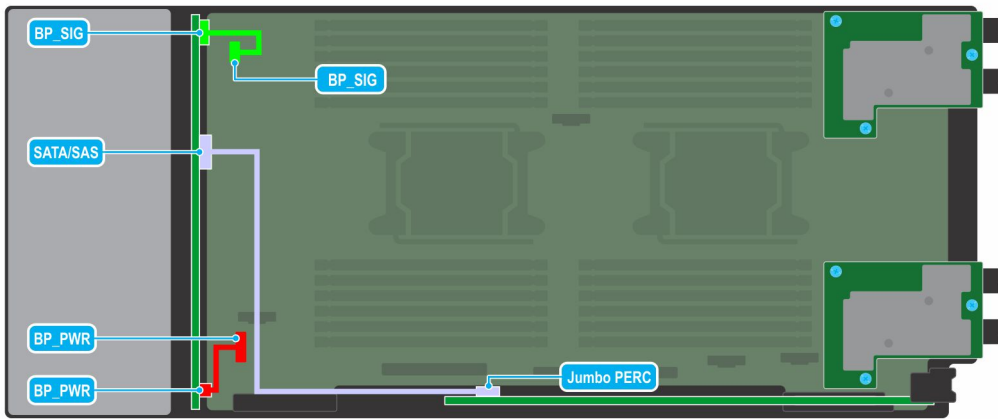 BP_SIG
BP_SIG
SATA/SAS
BP_PWR
BP_PWR
Jumbo PERC